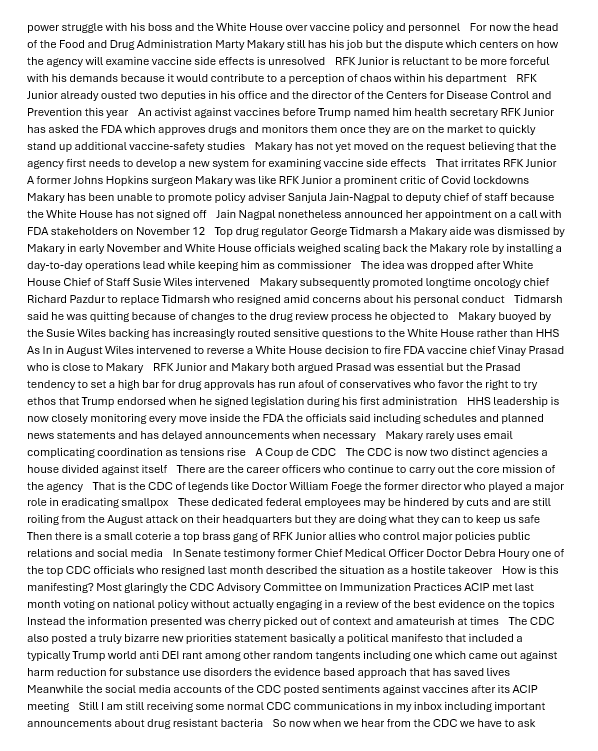 power struggle with his boss and the White House over vaccine policy and personnel   For now the head
of the Food and Drug Administration Marty Makary still has his job but the dispute which centers on how
the agency will examine vaccine side effects is unresolved   RFK Junior is reluctant to be more forceful
with his demands because it would contribute to a perception of chaos within his department   RFK
Junior already ousted two deputies in his office and the director of the Centers for Disease Control and
Prevention this year   An activist against vaccines before Trump named him health secretary RFK Junior
has asked the FDA which approves drugs and monitors them once they are on the market to quickly
stand up additional vaccine-safety studies   Makary has not yet moved on the request believing that the
agency first needs to develop a new system for examining vaccine side effects   That irritates RFK Junior
A former Johns Hopkins surgeon Makary was like RFK Junior a prominent critic of Covid lockdowns
Makary has been unable to promote policy adviser Sanjula Jain-Nagpal to deputy chief of staff because
the White House has not signed off   Jain Nagpal nonetheless announced her appointment on a call with
FDA stakeholders on November 12   Top drug regulator George Tidmarsh a Makary aide was dismissed by
Makary in early November and White House officials weighed scaling back the Makary role by installing a
day-to-day operations lead while keeping him as commissioner   The idea was dropped after White
House Chief of Staff Susie Wiles intervened   Makary subsequently promoted longtime oncology chief
Richard Pazdur to replace Tidmarsh who resigned amid concerns about his personal conduct   Tidmarsh
said he was quitting because of changes to the drug review process he objected to   Makary buoyed by
the Susie Wiles backing has increasingly routed sensitive questions to the White House rather than HHS
As In in August Wiles intervened to reverse a White House decision to fire FDA vaccine chief Vinay Prasad
who is close to Makary   RFK Junior and Makary both argued Prasad was essential but the Prasad
tendency to set a high bar for drug approvals has run afoul of conservatives who favor the right to try
ethos that Trump endorsed when he signed legislation during his first administration   HHS leadership is
now closely monitoring every move inside the FDA the officials said including schedules and planned
news statements and has delayed announcements when necessary   Makary rarely uses email
complicating coordination as tensions rise   A Coup de CDC   The CDC is now two distinct agencies a
house divided against itself   There are the career officers who continue to carry out the core mission of
the agency   That is the CDC of legends like Doctor William Foege the former director who played a major
role in eradicating smallpox   These dedicated federal employees may be hindered by cuts and are still
roiling from the August attack on their headquarters but they are doing what they can to keep us safe
Then there is a small coterie a top brass gang of RFK Junior allies who control major policies public
relations and social media   In Senate testimony former Chief Medical Officer Doctor Debra Houry one of
the top CDC officials who resigned last month described the situation as a hostile takeover   How is this
manifesting? Most glaringly the CDC Advisory Committee on Immunization Practices ACIP met last
month voting on national policy without actually engaging in a review of the best evidence on the topics
Instead the information presented was cherry picked out of context and amateurish at times   The CDC
also posted a truly bizarre new priorities statement basically a political manifesto that included a
typically Trump world anti DEI rant among other random tangents including one which came out against
harm reduction for substance use disorders the evidence based approach that has saved lives
Meanwhile the social media accounts of the CDC posted sentiments against vaccines after its ACIP
meeting   Still I am still receiving some normal CDC communications in my inbox including important
announcements about drug resistant bacteria   So now when we hear from the CDC we have to ask